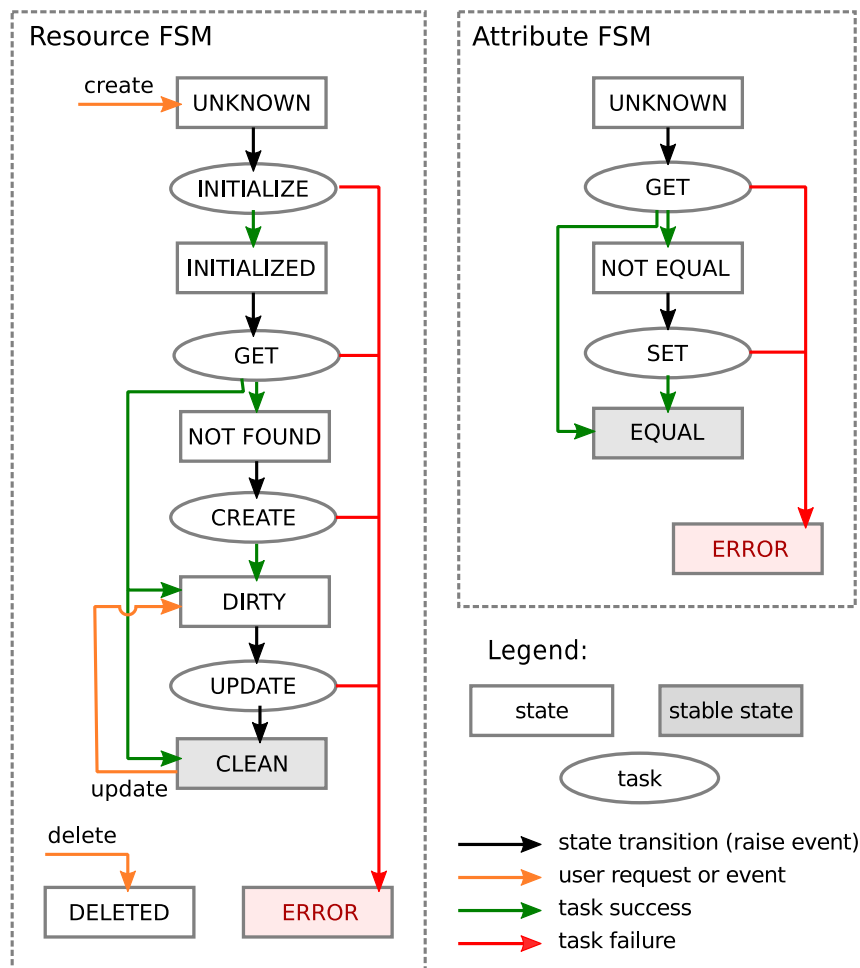 Resource FSM
create
UNKNOWN
INITIALIZE
INITIALIZED
GET
NOT FOUND
CREATE
DIRTY
UPDATE
CLEAN
update
delete
DELETED
ERROR
Attribute FSM
UNKNOWN
GET
NOT EQUAL
SET
EQUAL
ERROR
Legend:
state
stable state
task
state transition (raise event)
user request or event
task success
task failure